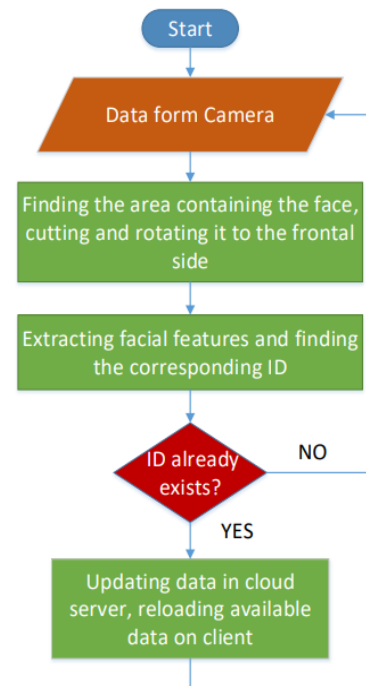 Start
Data form Camera
Finding the area containing the face,
cutting and rotating it to the frontal
side
Extracting facial features and finding
the corresponding ID
ID already
exists?
NO
YES
Updating data in cloud
server, reloading available
data on client